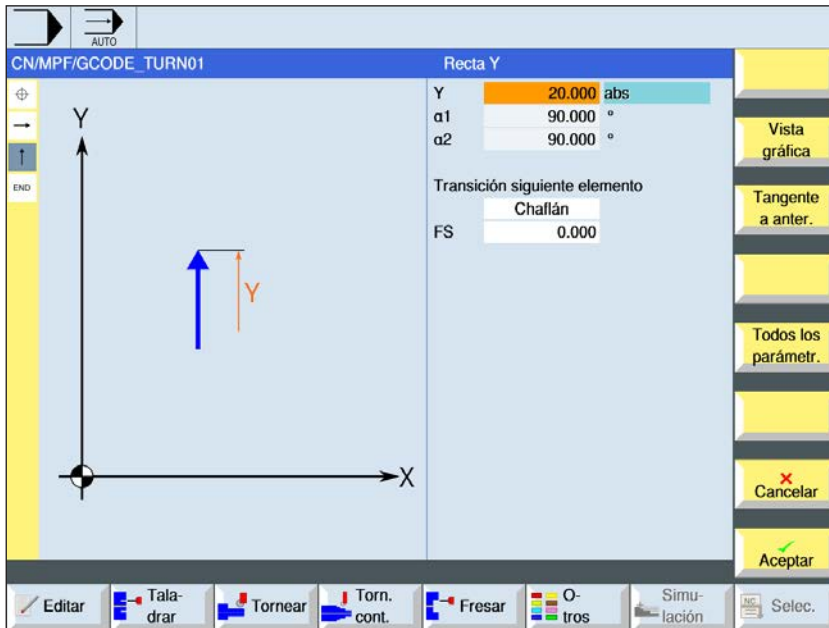 AUTO
CN/MPF/GCODE_TURN01
Recta Y
Y 20.000 abs
α1 90.000 °
α2 90.000 °
Transición siguiente elemento
Chaflán
FS 0.000
END
Y
Y
X
Vista
gráfica
Tangente
a anter.
Todos los
parámetr.
Cancelar
Aceptar
Editar
Tala-
drar
Tornear
Torn.
cont.
Fresar
O-
tros
Simu-
lación
NC
Selec.